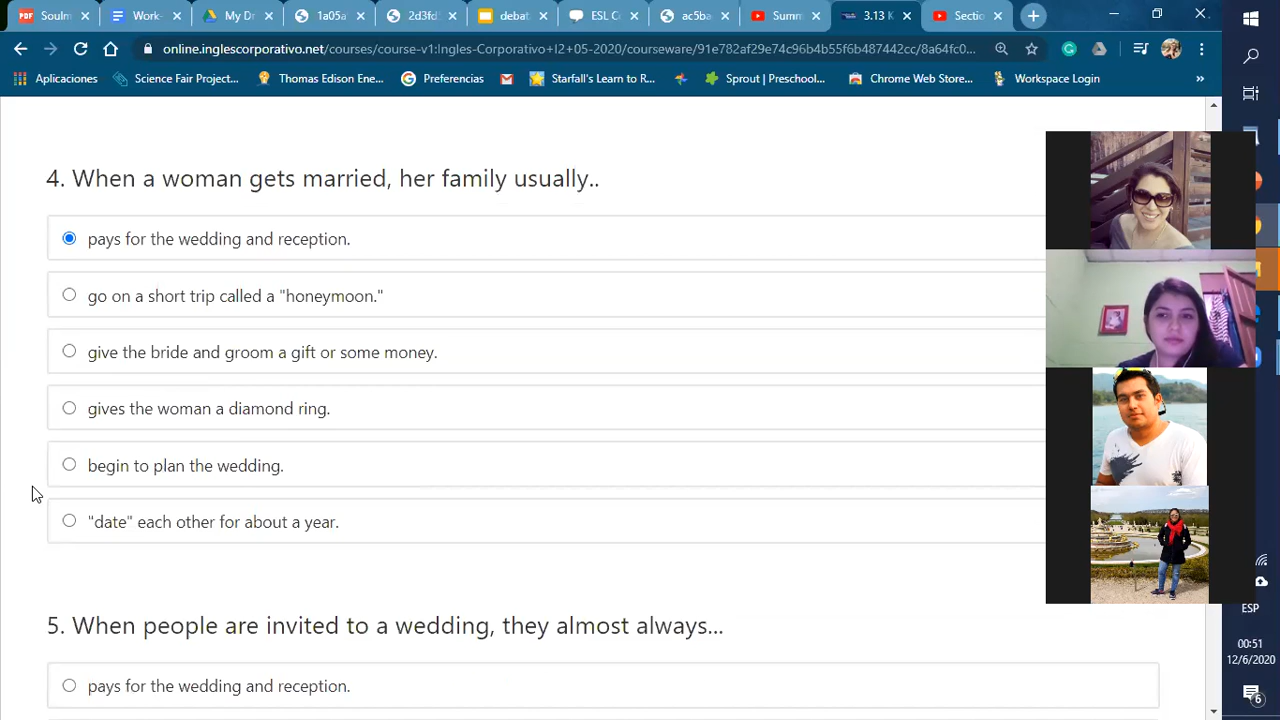 Soulm
Work-
My Dr
1a05a
2d3fd
debat
ESL C
ac5ba
Summ
3.13 K
Sectio
online.inglescorporativo.net/courses/course-v1:Ingles-Corporativo+I2+05-2020/courseware/91e782af29e74c96b4b55f6b487442cc/8a64fc0...
Aplicaciones
Science Fair Project...
Thomas Edison Ene...
Preferencias
Starfall's Learn to R...
Sprout | Preschool...
Chrome Web Store...
Workspace Login
»
4. When a woman gets married, her family usually..
pays for the wedding and reception.
go on a short trip called a "honeymoon."
give the bride and groom a gift or some money.
gives the woman a diamond ring.
begin to plan the wedding.
"date" each other for about a year.
5. When people are invited to a wedding, they almost always...
pays for the wedding and reception.
ESP
00:51
12/6/2020
6